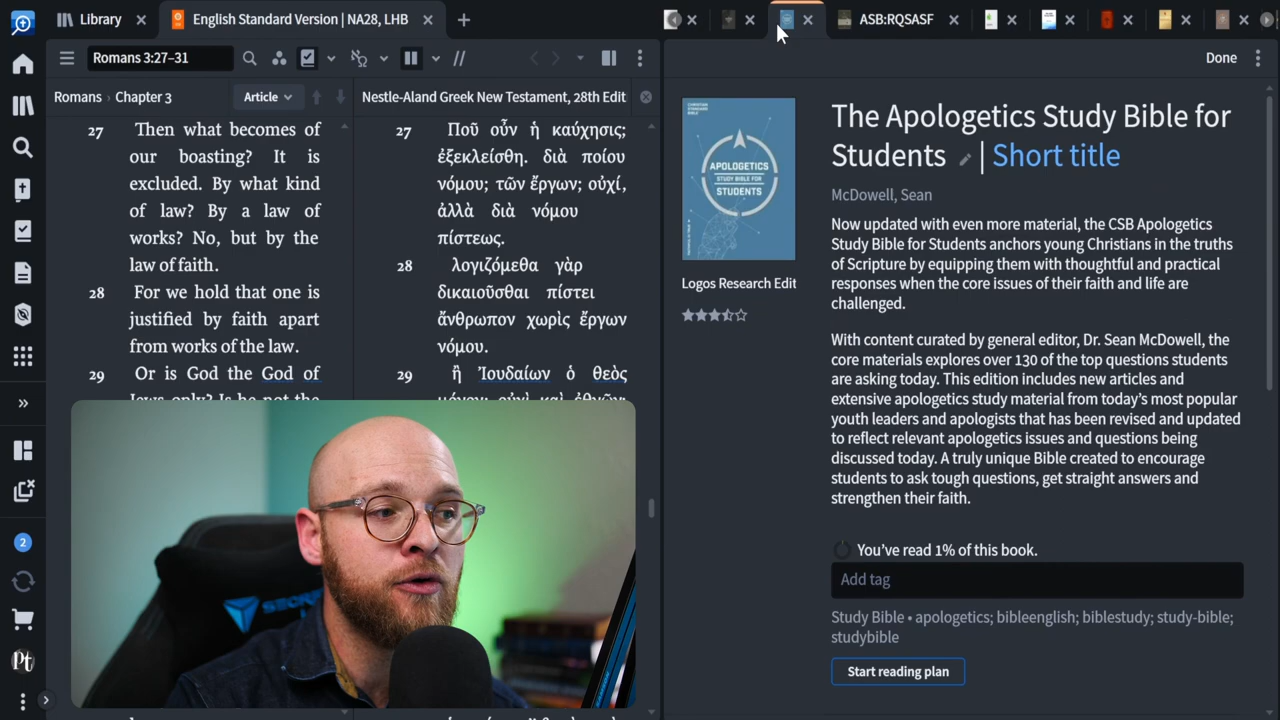 Library
English Standard Version | NA28, LHB
ASB:RQSASF
Romans 3:27–31
Done
Romans › Chapter 3
Article
Nestle-Aland Greek New Testament, 28th Edit
27 Then what becomes of
our boasting? It is
excluded. By what kind
of law? By a law of
works? No, but by the
law of faith.
28 For we hold that one is
justified by faith apart
from works of the law.
29 Or is God the God of
Jews only? Is he not the
27 Ποῦ οὖν ἡ καύχησις;
ἐξεκλείσθη. διὰ ποίου
νόμου; τῶν ἔργων; οὐχί,
ἀλλὰ διὰ νόμου
πίστεως.
28 λογιζόμεθα γὰρ
δικαιοῦσθαι πίστει
ἄνθρωπον χωρὶς ἔργων
νόμου.
29 ἢ Ἰουδαίων ὁ θεὸς
μόνον; οὐχὶ καὶ ἐθνῶν;
APOLOGETICS
STUDY BIBLE FOR
STUDENTS
Logos Research Edit
The Apologetics Study Bible for
Students | Short title
McDowell, Sean
Now updated with even more material, the CSB Apologetics
Study Bible for Students anchors young Christians in the truths
of Scripture by equipping them with thoughtful and practical
responses when the core issues of their faith and life are
challenged.
With content curated by general editor, Dr. Sean McDowell, the
core materials explores over 130 of the top questions students
are asking today. This edition includes new articles and
extensive apologetics study material from today's most popular
youth leaders and apologists that has been revised and updated
to reflect relevant apologetics issues and questions being
discussed today. A truly unique Bible created to encourage
students to ask tough questions, get straight answers and
strengthen their faith.
You've read 1% of this book.
Add tag
Study Bible • apologetics; bibleenglish; biblestudy; study-bible;
studybible
Start reading plan
2
Pt